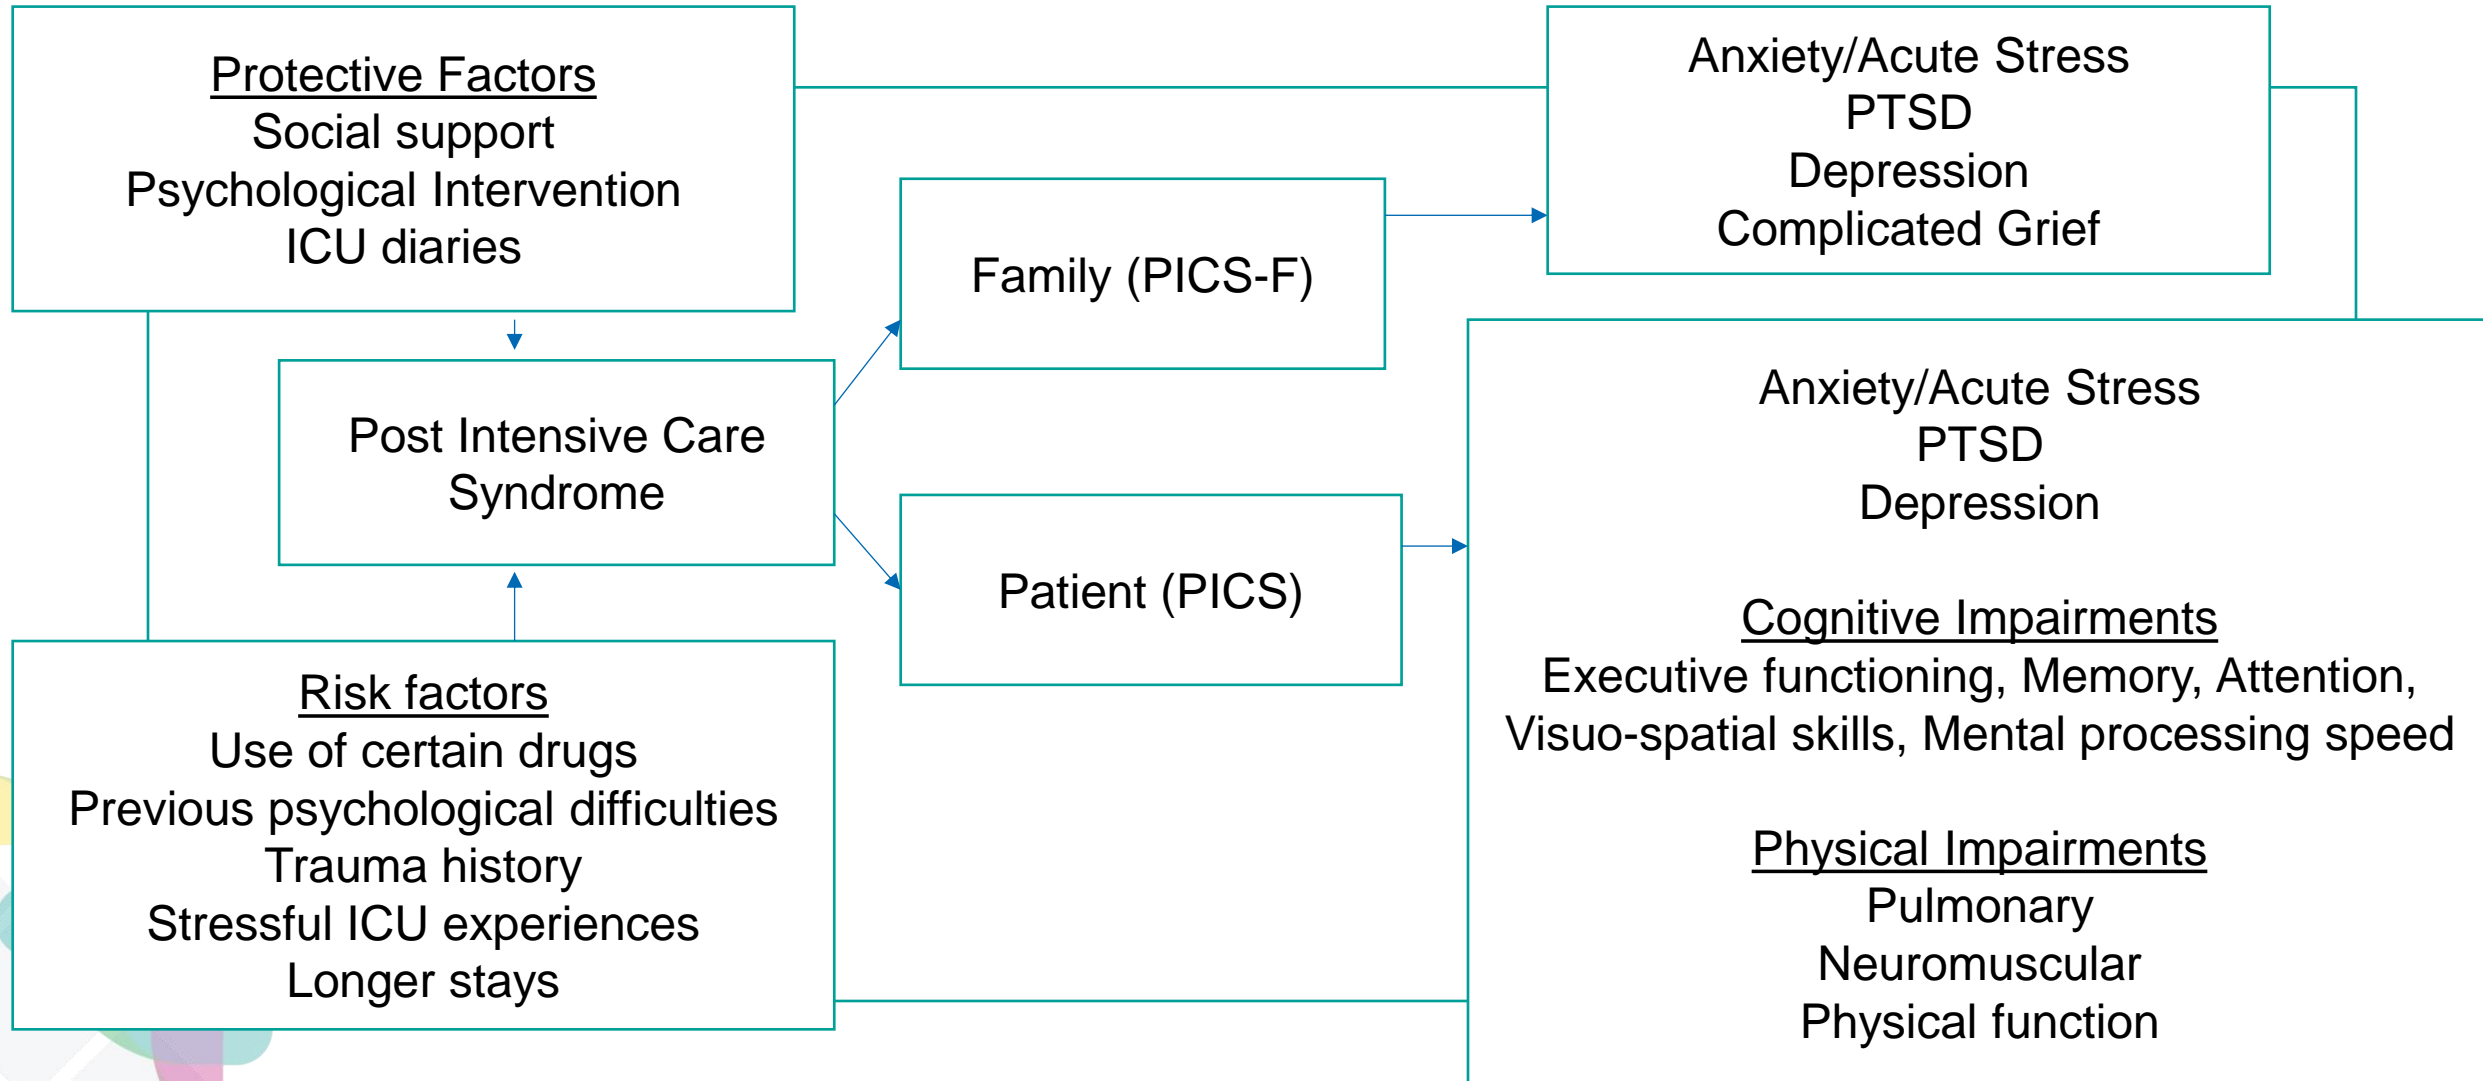 Protective Factors
Social support
Psychological Intervention
ICU diaries
Anxiety/Acute Stress
PTSD
Depression
Complicated Grief
Family (PICS-F)
Post Intensive Care
Syndrome
Patient (PICS)
Anxiety/Acute Stress
PTSD
Depression
Cognitive Impairments
Executive functioning, Memory, Attention,
Visuo-spatial skills, Mental processing speed
Physical Impairments
Pulmonary
Neuromuscular
Physical function
Risk factors
Use of certain drugs
Previous psychological difficulties
Trauma history
Stressful ICU experiences
Longer stays